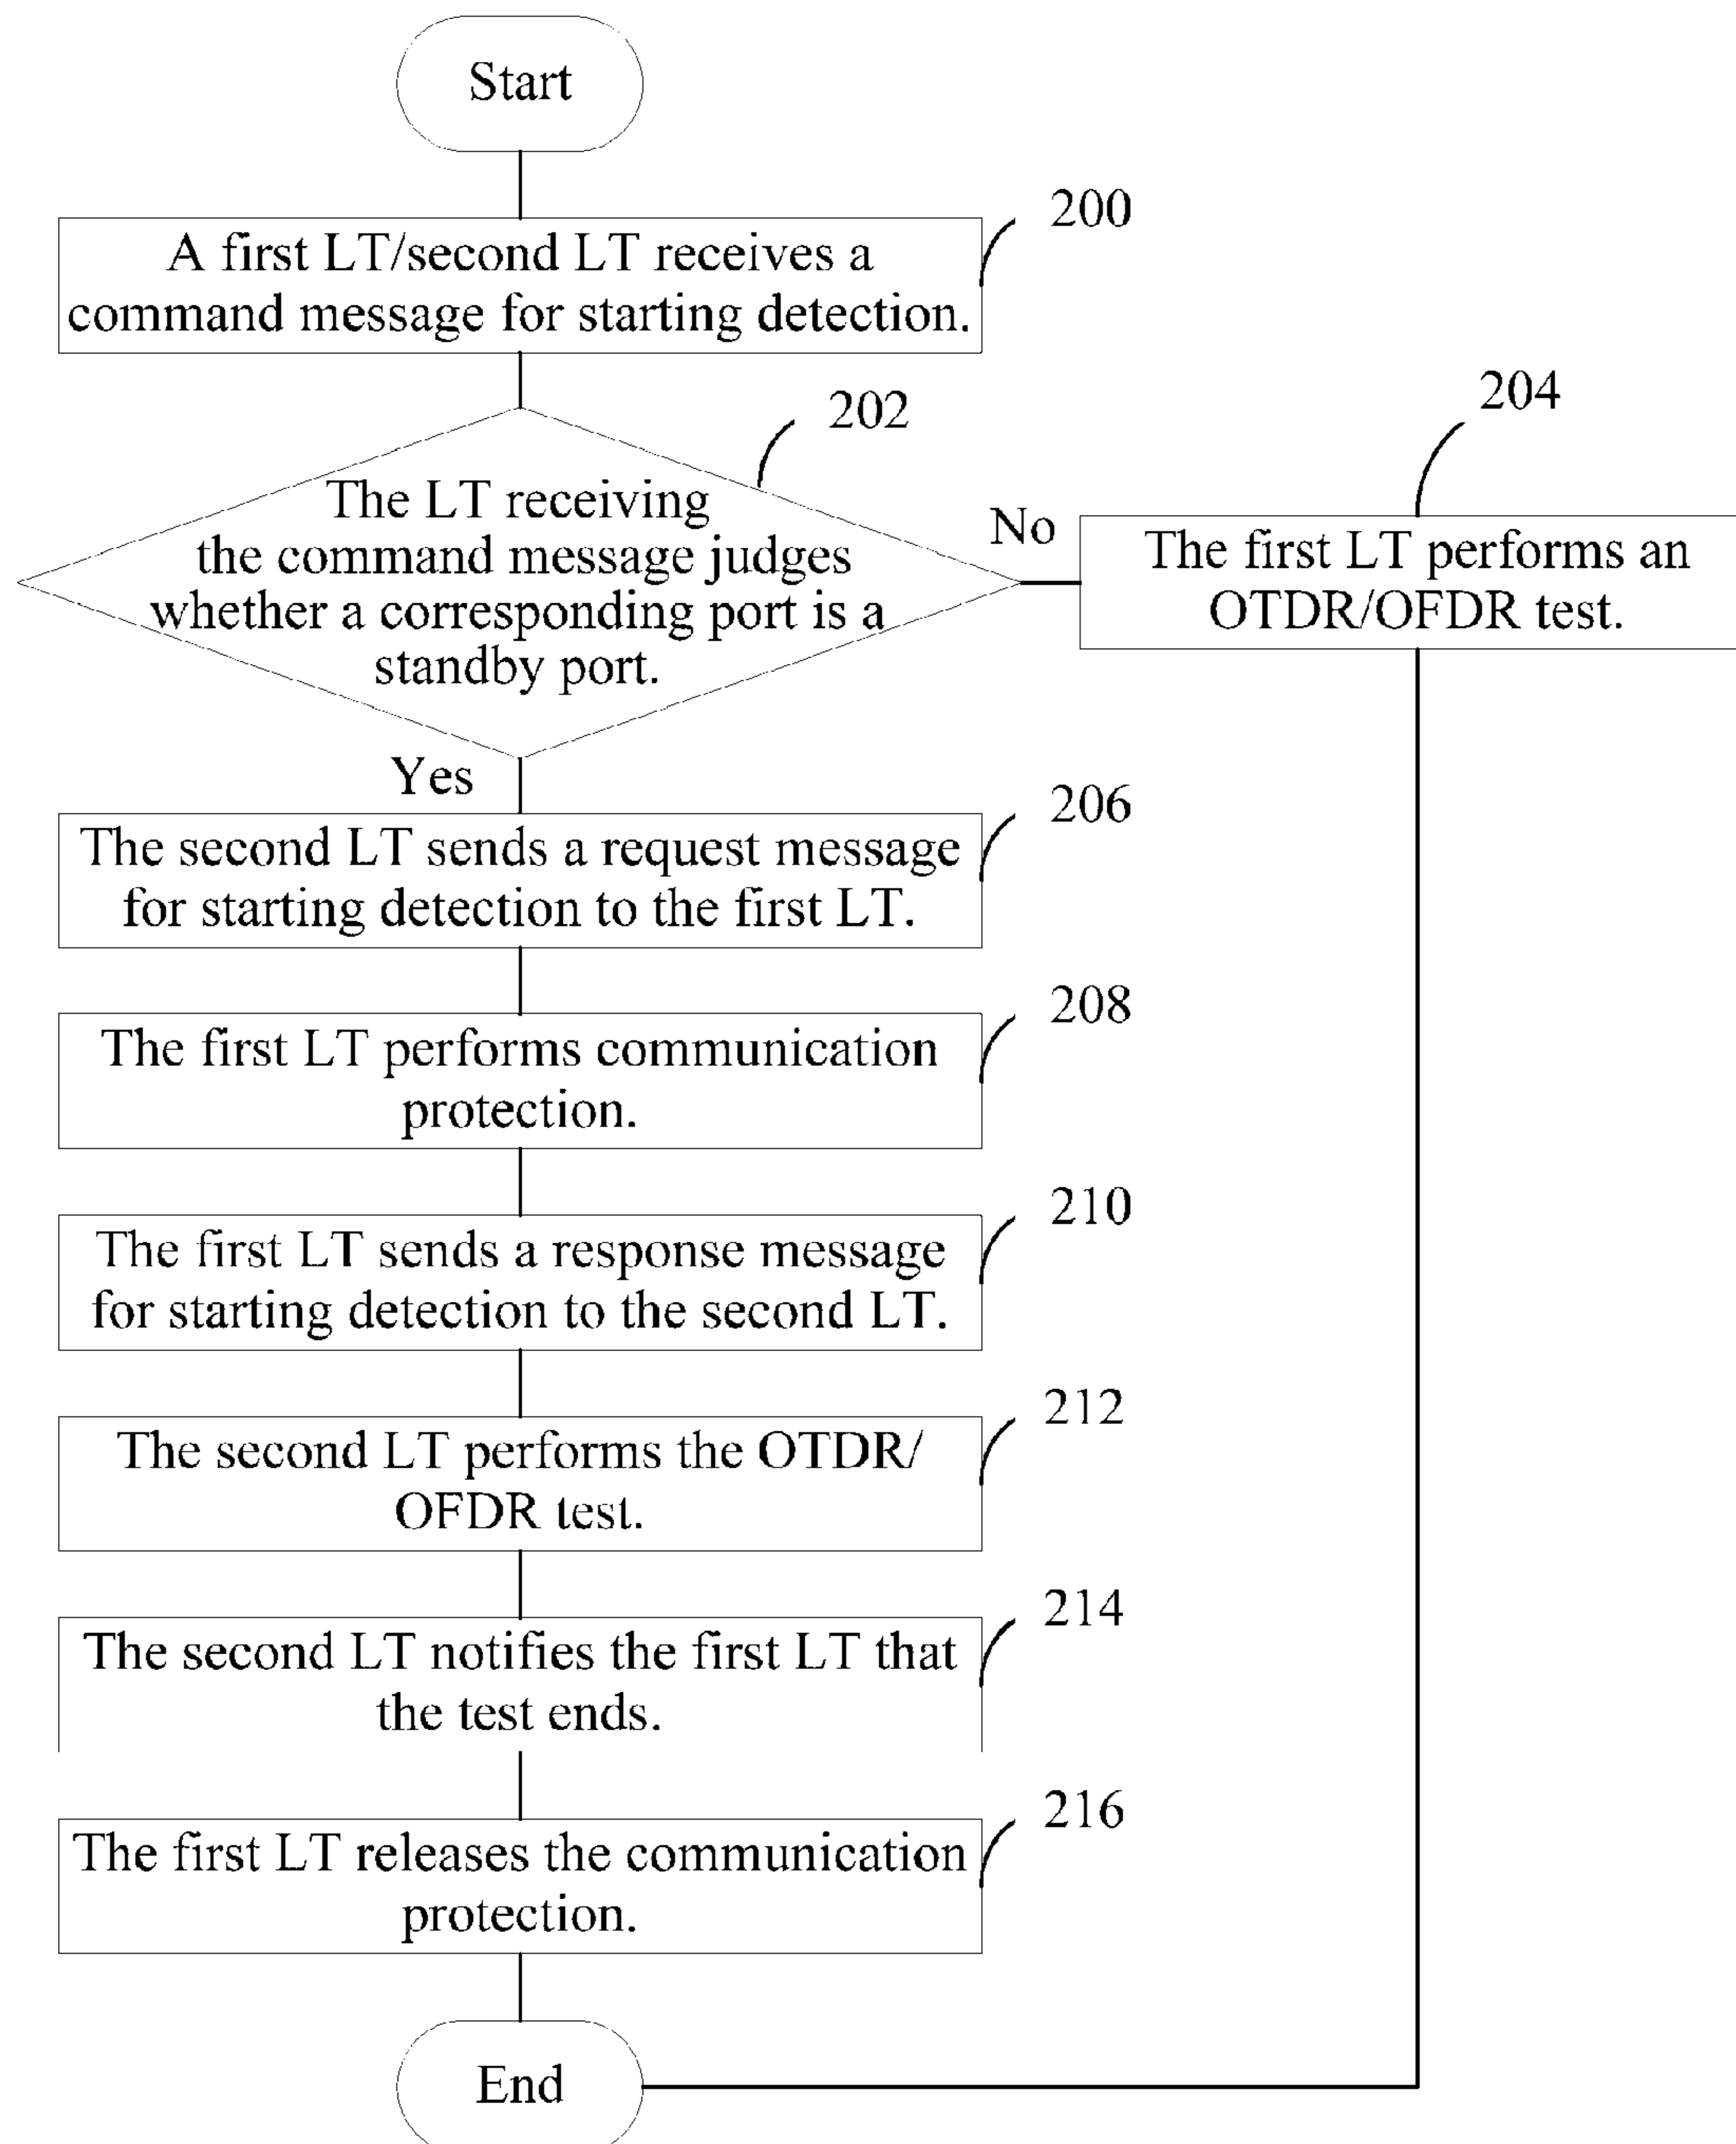 Start
200
A first LT/second LT receives a
command message for starting detection.
202
The LT receiving
the command message judges
whether a corresponding port is a
standby port.
No
204
The first LT performs an
OTDR/OFDR test.
Yes
206
The second LT sends a request message
for starting detection to the first LT.
208
The first LT performs communication
protection.
210
The first LT sends a response message
for starting detection to the second LT.
212
The second LT performs the OTDR/
OFDR test.
214
The second LT notifies the first LT that
the test ends.
216
The first LT releases the communication
protection.
End